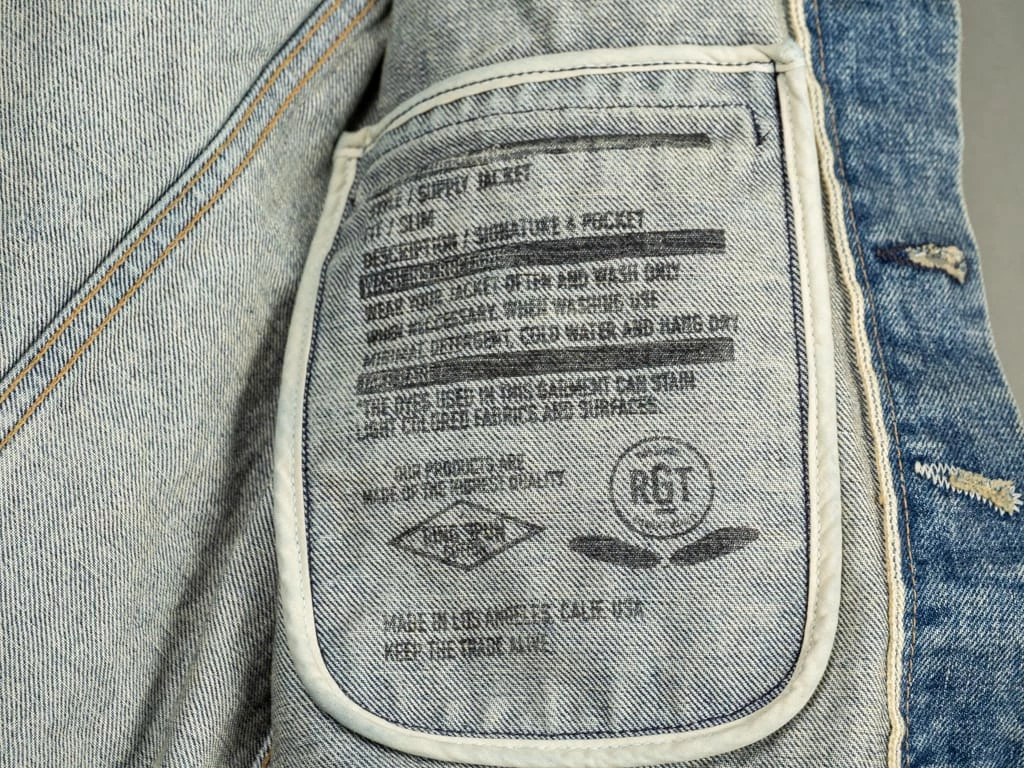 STYLE / SUPPLY JACKET
FIT / SLIM
DESCRIPTION / SIGNATURE 4 POCKET
WEAR YOUR JACKET OFTEN AND WASH ONLY
WHEN NECESSARY. WHEN WASHING USE
MINIMAL DETERGENT, COLD WATER AND HANG DRY
THE DYES USED IN THIS GARMENT CAN STAIN
LIGHT COLORED FABRICS AND SURFACES.
OUR PRODUCTS ARE
MADE OF THE HIGHEST QUALITY
RING SPUN
RGT
MADE IN LOS ANGELES, CALIF. USA
KEEP THE TRADE ALIVE.